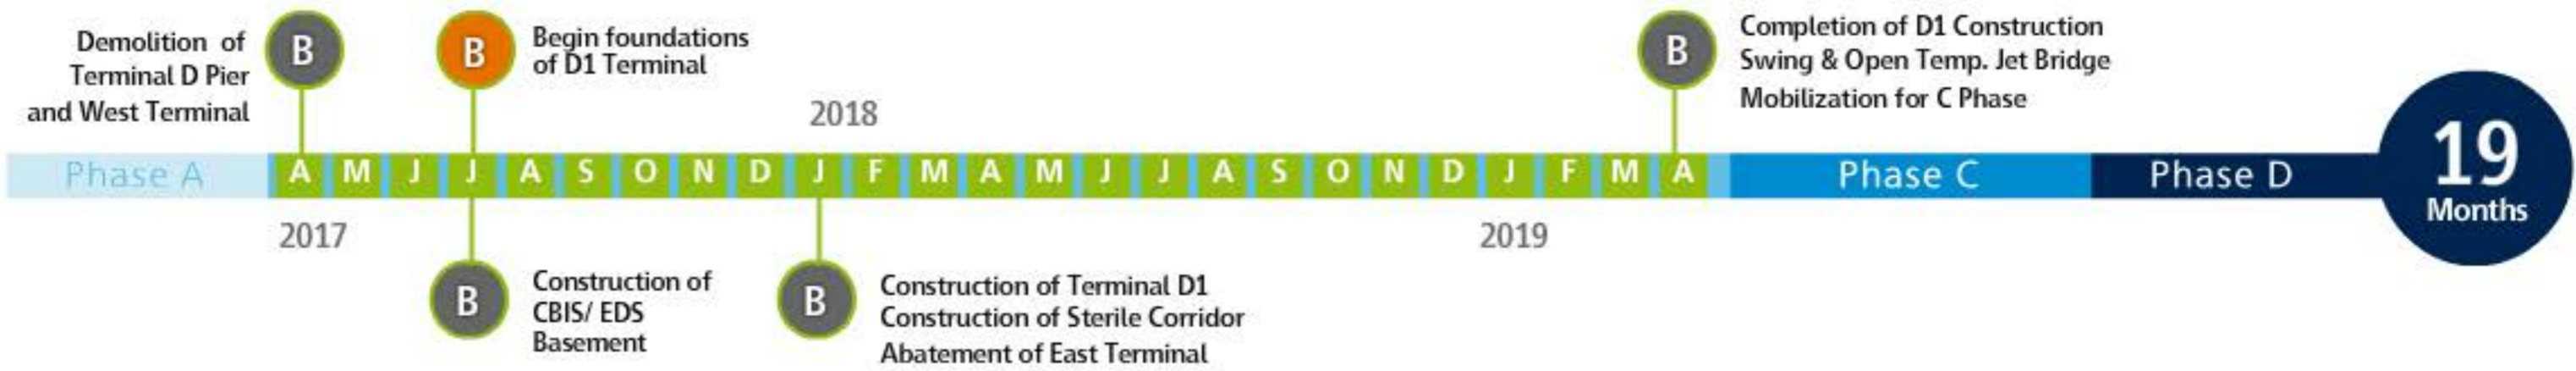 Demolition of
Terminal D Pier
and West Terminal
B
B
Begin foundations
of D1 Terminal
2018
B
Completion of D1 Construction
Swing & Open Temp. Jet Bridge
Mobilization for C Phase
Phase A
A M J J A S O N D J F M A M J J A S O N D J F M A
Phase C
Phase D
19
Months
2017
2019
B
Construction of
CBIS/ EDS
Basement
B
Construction of Terminal D1
Construction of Sterile Corridor
Abatement of East Terminal